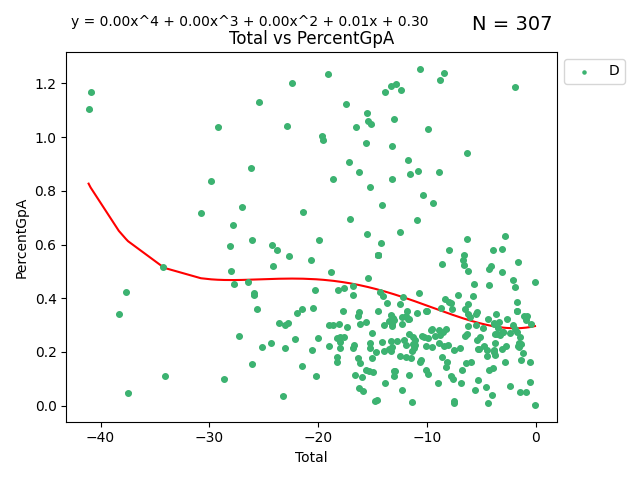 y = 0.00x^4 + 0.00x^3 + 0.00x^2 + 0.01x + 0.30
N = 307
Total vs PercentGpA
D
PercentGpA
1.2
1.0
0.8
0.6
0.4
0.2
0.0
−40 −30 −20 −10 0
Total